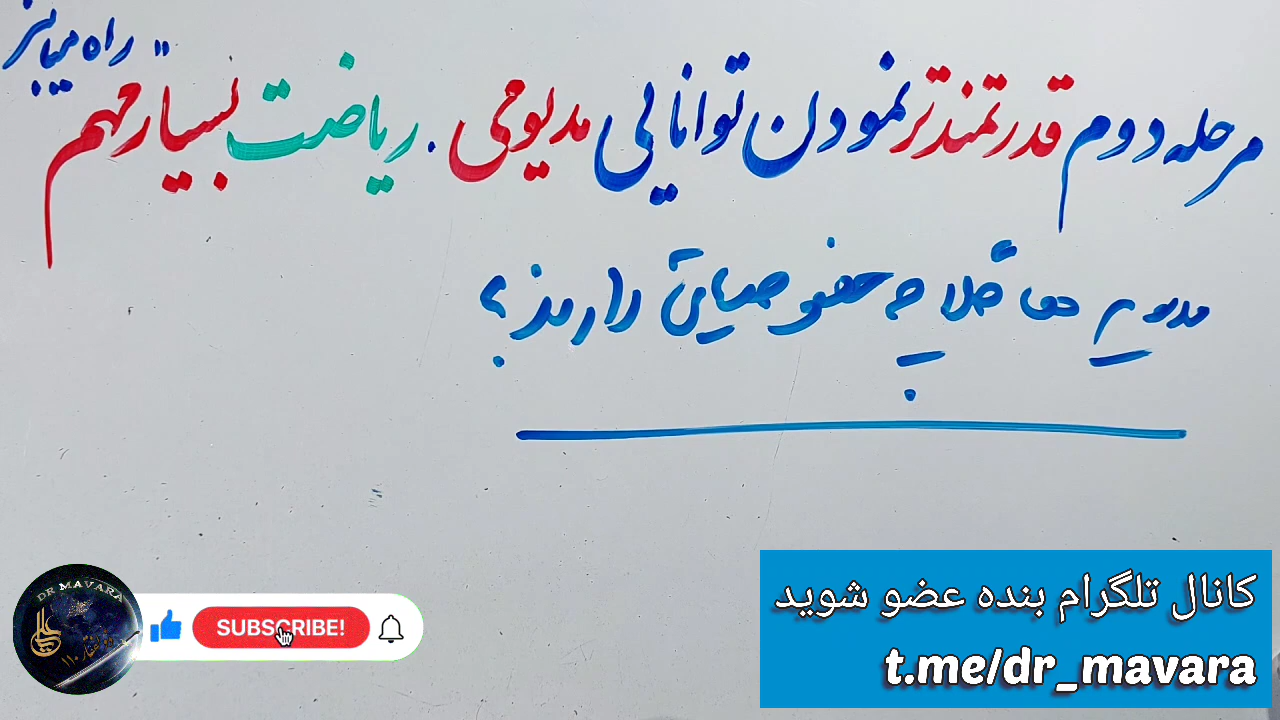 "راه میانبر
مرحله دوم قدرتمندتر نمودن توانایی مدیومی . ریاضت بسیار مهم
مدیوم ها چه خصوصیاتی دارند؟
DR MAVARA
SUBSCRIBE!
کانال تلگرام بنده عضو شوید
t.me/dr_mavara